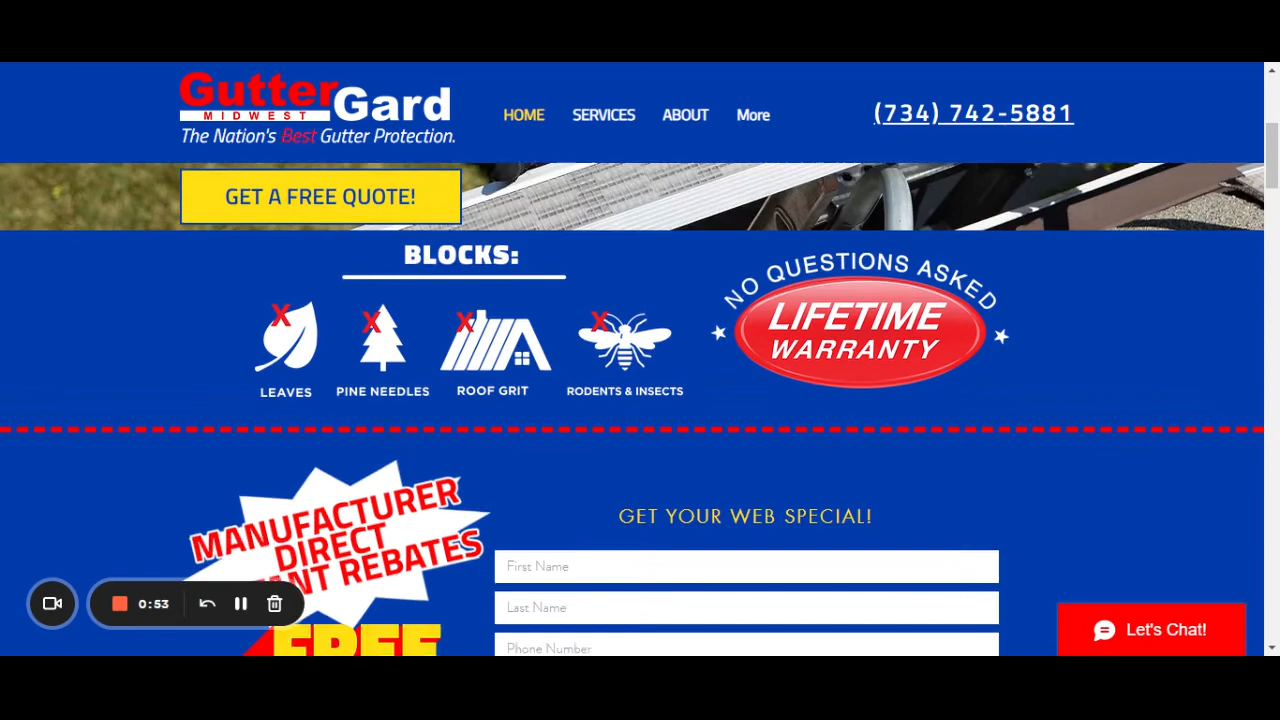 GutterGard
MIDWEST
The Nation's Best Gutter Protection.
HOME SERVICES ABOUT More
(734) 742-5881
GET A FREE QUOTE!
BLOCKS:
X X X X
LEAVES PINE NEEDLES ROOF GRIT RODENTS & INSECTS
NO QUESTIONS ASKED
LIFETIME
WARRANTY
MANUFACTURER
DIRECT
REBATES
FREE
GET YOUR WEB SPECIAL!
First Name
Last Name
Phone Number
0:53
Let's Chat!